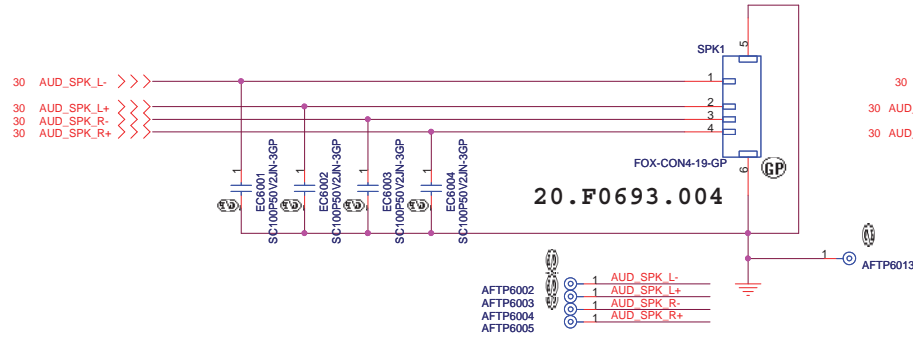 SPK1
5
30 AUD_SPK_L-
1
30 AUD_SPK_L+
2
30 AUD_SPK_R-
3
30 AUD_SPK_R+
4
30
30 AUD_
30 AUD_
FOX-CON4-19-GP
6
GP
20.F0693.004
1
EC6001
SC100P50V2JN-3GP
1
EC6002
SC100P50V2JN-3GP
1
EC6003
SC100P50V2JN-3GP
1
EC6004
SC100P50V2JN-3GP
1
AFTP6013
AFTP6002 1 AUD_SPK_L-
AFTP6003 1 AUD_SPK_L+
AFTP6004 1 AUD_SPK_R-
AFTP6005 1 AUD_SPK_R+